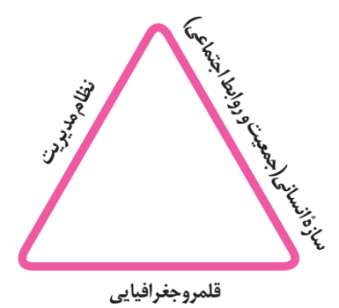 نظام مدیریت
سازهٔ انسانی (جمعیت و روابط اجتماعی)
قلمرو جغرافیایی